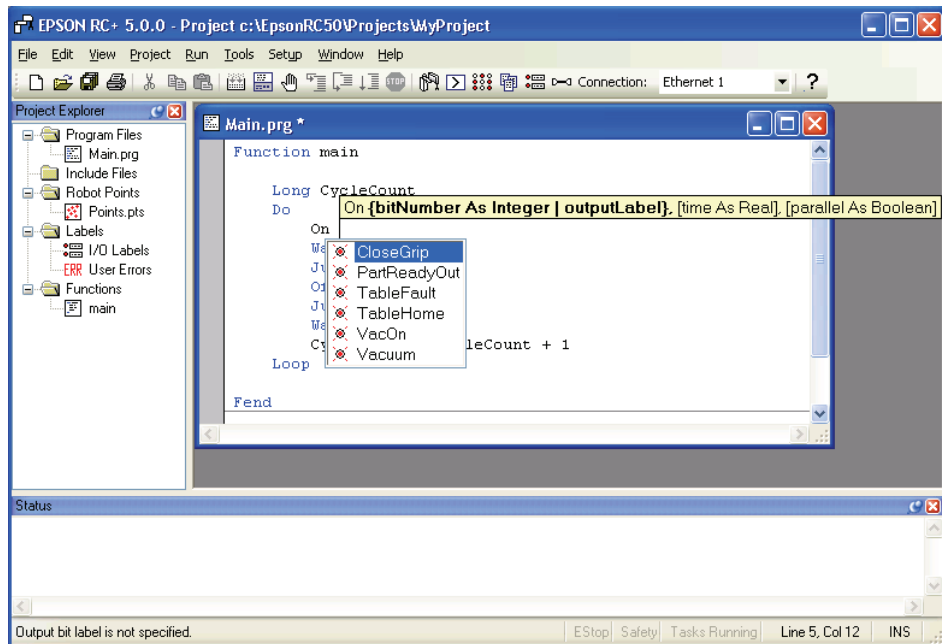 EPSON RC+ 5.0.0 - Project c:\EpsonRC50\Projects\MyProject
File Edit View Project Run Tools Setup Window Help
STOP Connection: Ethernet 1 ?
Project Explorer
Program Files
Main.prg
Include Files
Robot Points
Points.pts
Labels
I/O Labels
ERR User Errors
Functions
main
Main.prg *
Function main
Long CycleCount
Do
On {bitNumber As Integer | outputLabel}, [time As Real], [parallel As Boolean]
On
CloseGrip
PartReadyOut
TableFault
TableHome
VacOn
Vacuum
leCount + 1
Loop
Fend
Status
Output bit label is not specified.
EStop Safety Tasks Running Line 5, Col 12 INS